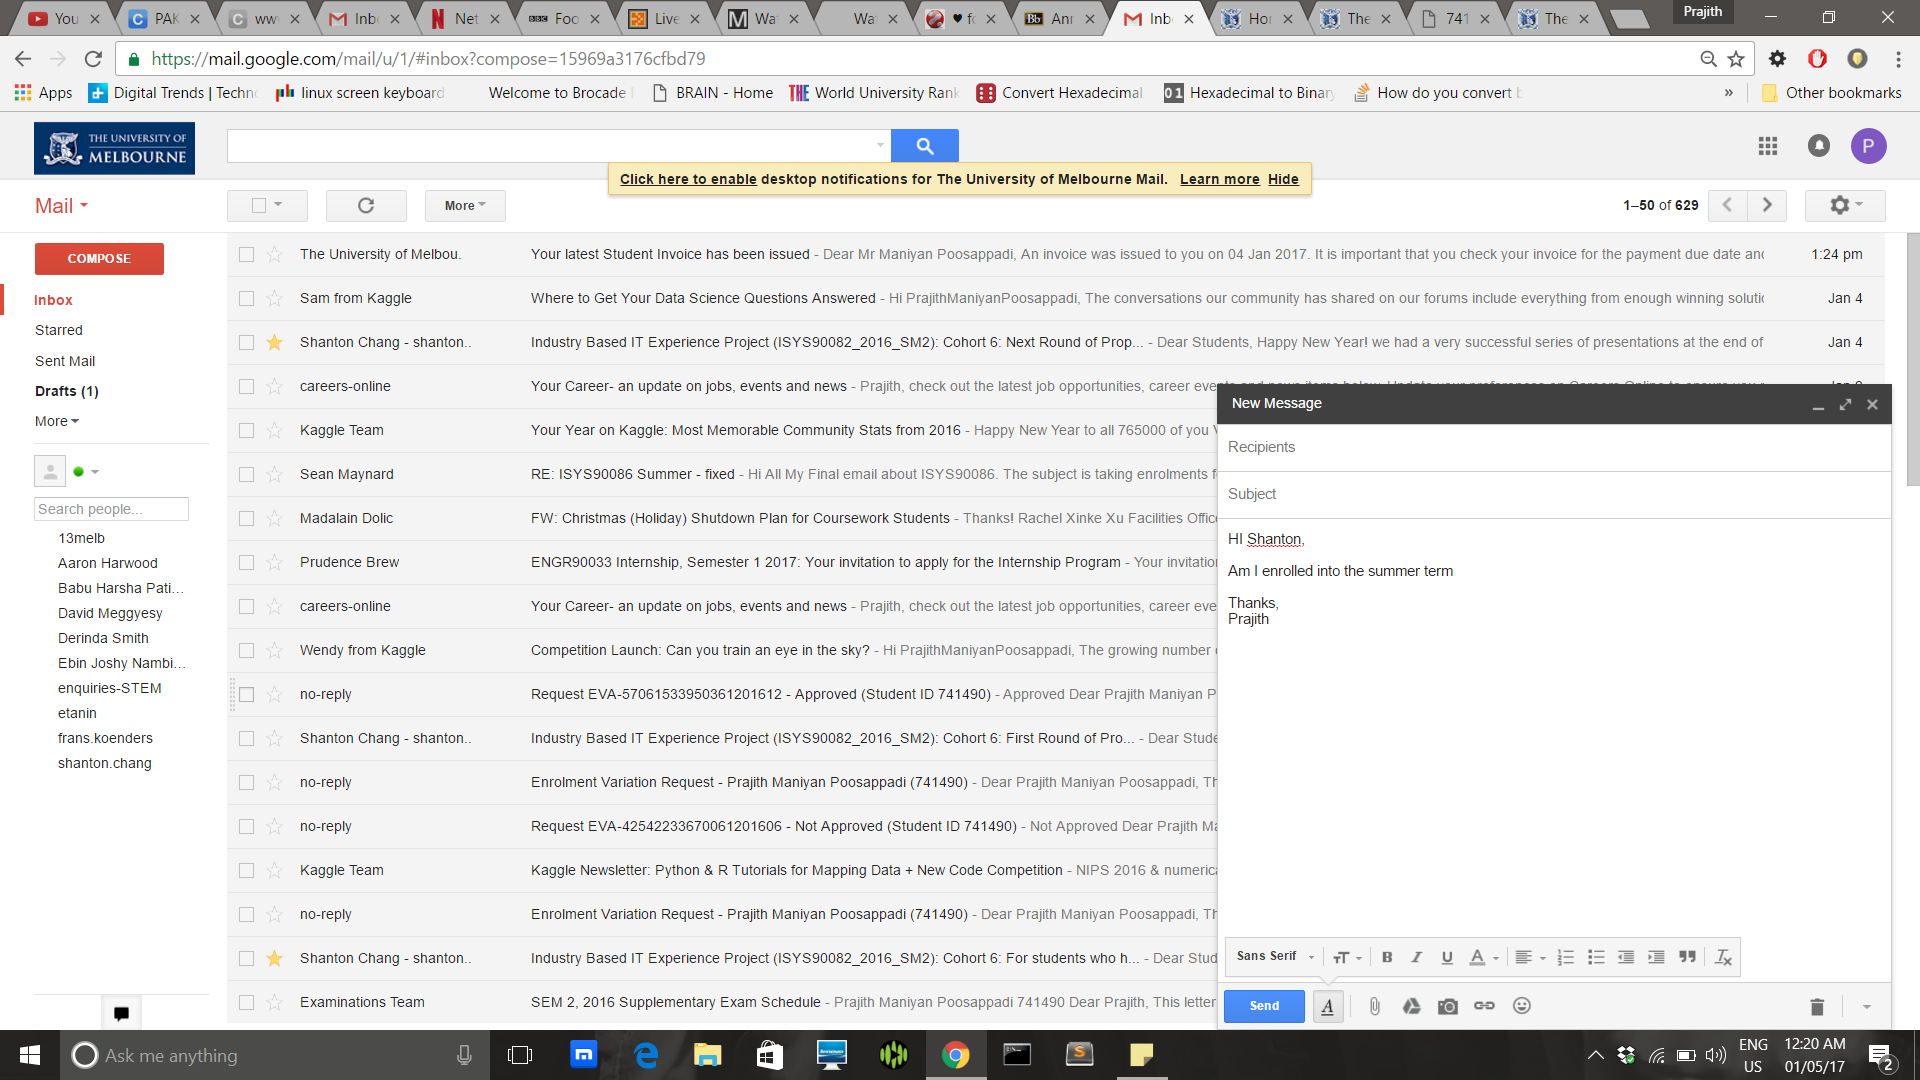 You
PAK
www
Inbo
Net
BBC Foo
Live
Wat
Wat
♥ fo
Bb Ann
Inb
Hor
The
741
The
Prajith
https://mail.google.com/mail/u/1/#inbox?compose=15969a3176cfbd79
Apps
Digital Trends | Techno
linux screen keyboard
Welcome to Brocade
BRAIN - Home
THE World University Rank
Convert Hexadecimal
01 Hexadecimal to Binary
How do you convert b
»
Other bookmarks
THE UNIVERSITY OF
MELBOURNE
P
Click here to enable desktop notifications for The University of Melbourne Mail. Learn more Hide
Mail
More
1–50 of 629
COMPOSE
Inbox
Starred
Sent Mail
Drafts (1)
More
Search people...
13melb
Aaron Harwood
Babu Harsha Pati...
David Meggyesy
Derinda Smith
Ebin Joshy Nambi...
enquiries-STEM
etanin
frans.koenders
shanton.chang
The University of Melbou. Your latest Student Invoice has been issued - Dear Mr Maniyan Poosappadi, An invoice was issued to you on 04 Jan 2017. It is important that you check your invoice for the payment due date and 1:24 pm
Sam from Kaggle Where to Get Your Data Science Questions Answered - Hi PrajithManiyanPoosappadi, The conversations our community has shared on our forums include everything from enough winning soluti Jan 4
Shanton Chang - shanton.. Industry Based IT Experience Project (ISYS90082_2016_SM2): Cohort 6: Next Round of Prop... - Dear Students, Happy New Year! we had a very successful series of presentations at the end of Jan 4
careers-online Your Career- an update on jobs, events and news - Prajith, check out the latest job opportunities, career
Kaggle Team Your Year on Kaggle: Most Memorable Community Stats from 2016 - Happy New Year to all 765000 of you
Sean Maynard RE: ISYS90086 Summer - fixed - Hi All My Final email about ISYS90086. The subject is taking enrolments
Madalain Dolic FW: Christmas (Holiday) Shutdown Plan for Coursework Students - Thanks! Rachel Xinke Xu Facilities Offic
Prudence Brew ENGR90033 Internship, Semester 1 2017: Your invitation to apply for the Internship Program - Your invitation
careers-online Your Career- an update on jobs, events and news - Prajith, check out the latest job opportunities, career eve
Wendy from Kaggle Competition Launch: Can you train an eye in the sky? - Hi PrajithManiyanPoosappadi, The growing number
no-reply Request EVA-57061533950361201612 - Approved (Student ID 741490) - Approved Dear Prajith Maniyan P
Shanton Chang - shanton.. Industry Based IT Experience Project (ISYS90082_2016_SM2): Cohort 6: First Round of Pro... - Dear Stude
no-reply Enrolment Variation Request - Prajith Maniyan Poosappadi (741490) - Dear Prajith Maniyan Poosappadi, Th
no-reply Request EVA-42542233670061201606 - Not Approved (Student ID 741490) - Not Approved Dear Prajith Ma
Kaggle Team Kaggle Newsletter: Python & R Tutorials for Mapping Data + New Code Competition - NIPS 2016 & numeric
no-reply Enrolment Variation Request - Prajith Maniyan Poosappadi (741490) - Dear Prajith Maniyan Poosappadi, Th
Shanton Chang - shanton.. Industry Based IT Experience Project (ISYS90082_2016_SM2): Cohort 6: For students who h... - Dear Stud
Examinations Team SEM 2, 2016 Supplementary Exam Schedule - Prajith Maniyan Poosappadi 741490 Dear Prajith, This letter
New Message
Recipients
Subject
HI Shanton,
Am I enrolled into the summer term
Thanks,
Prajith
Sans Serif
Send
Ask me anything
ENG
US
12:20 AM
01/05/17
2